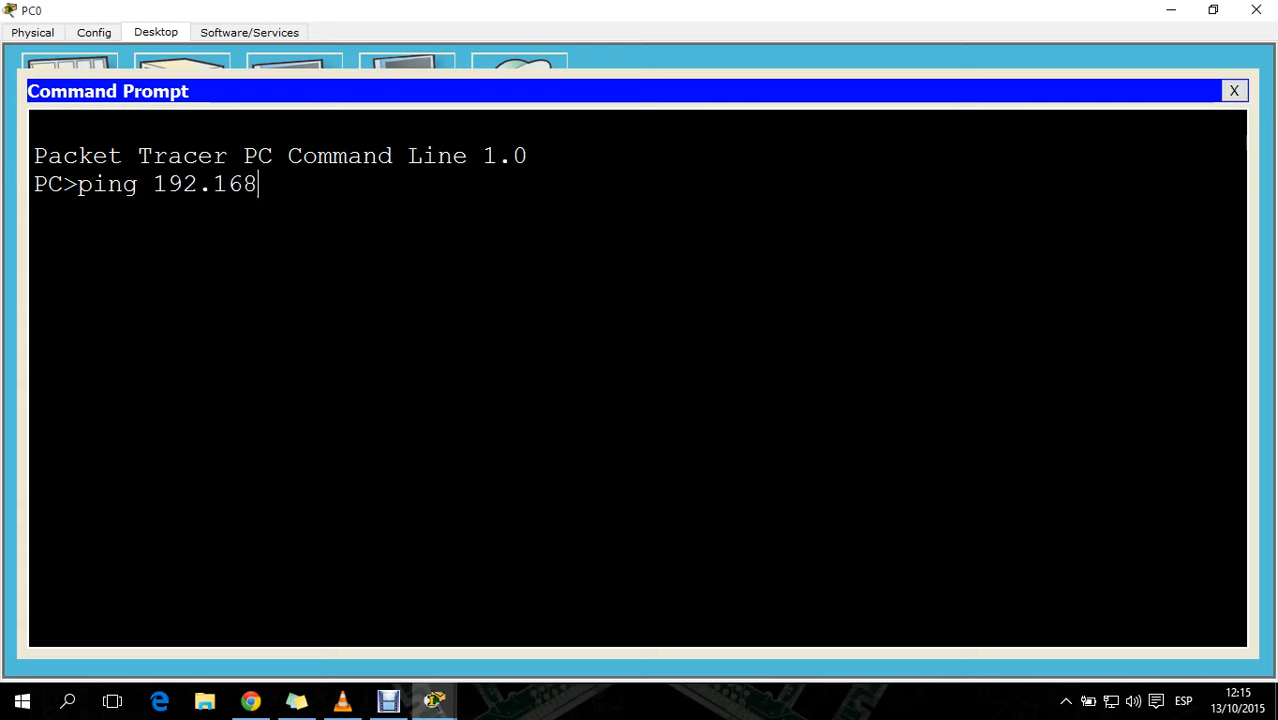 PC0
Physical Config Desktop Software/Services
Command Prompt
X
Packet Tracer PC Command Line 1.0
PC>ping 192.168
ESP
12:15
13/10/2015